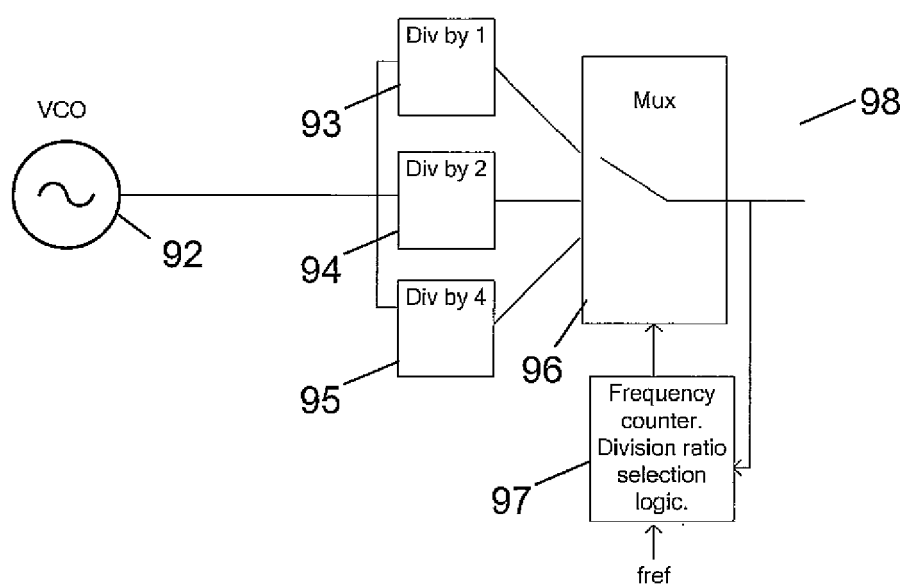 Div by 1
93
Mux
98
VCO
92
Div by 2
94
Div by 4
95
96
Frequency
counter.
Division ratio
selection
logic.
97
fref